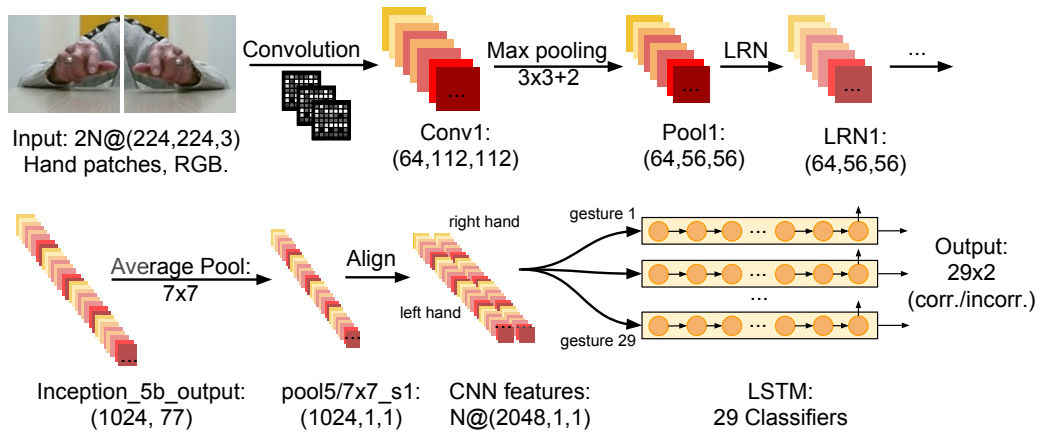 Convolution
Max pooling
3x3+2
LRN
...
...
...
...
Input: 2N@(224,224,3)
Hand patches, RGB.
Conv1:
(64,112,112)
Pool1:
(64,56,56)
LRN1:
(64,56,56)
right hand
gesture 1
Average Pool:
7x7
Align
left hand
...
...
...
...
...
gesture 29
Output:
29x2
(corr./incorr.)
Inception_5b_output:
(1024, 77)
pool5/7x7_s1:
(1024,1,1)
CNN features:
N@(2048,1,1)
LSTM:
29 Classifiers